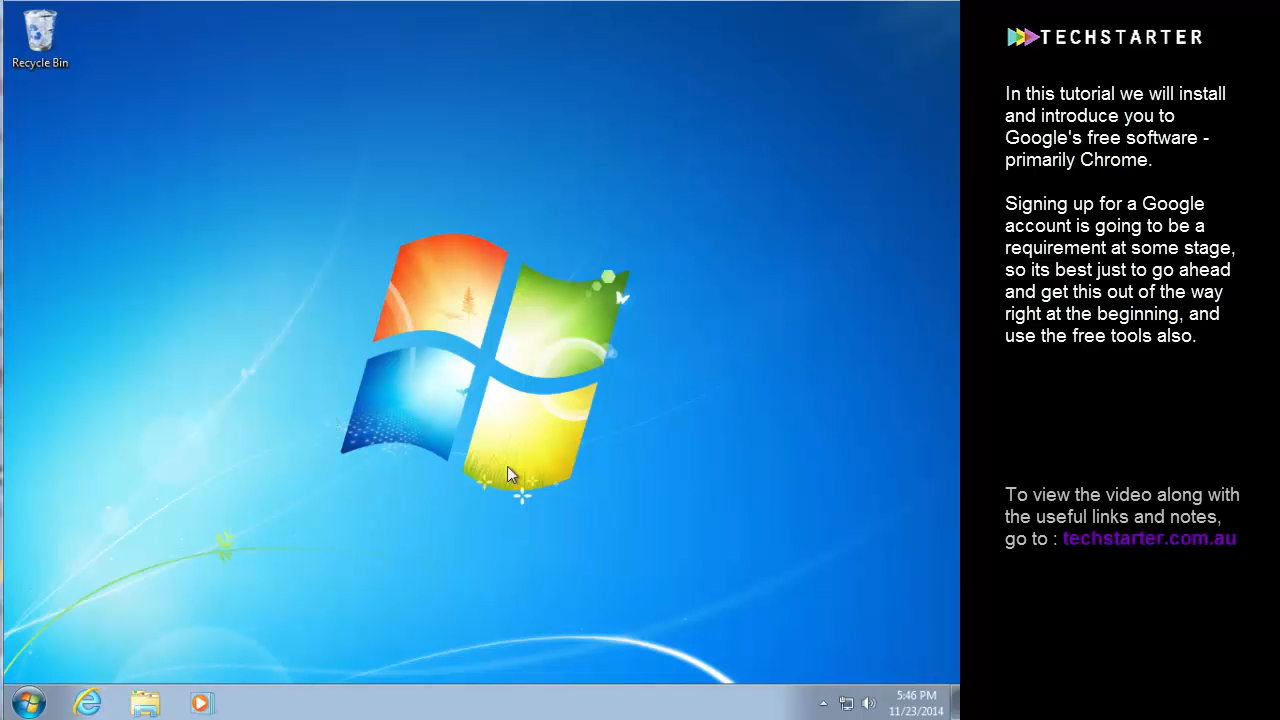 Recycle Bin
TECHSTARTER
In this tutorial we will install
and introduce you to
Google's free software -
primarily Chrome.
Signing up for a Google
account is going to be a
requirement at some stage,
so its best just to go ahead
and get this out of the way
right at the beginning, and
use the free tools also.
To view the video along with
the useful links and notes,
go to : techstarter.com.au
5:46 PM
11/23/2014